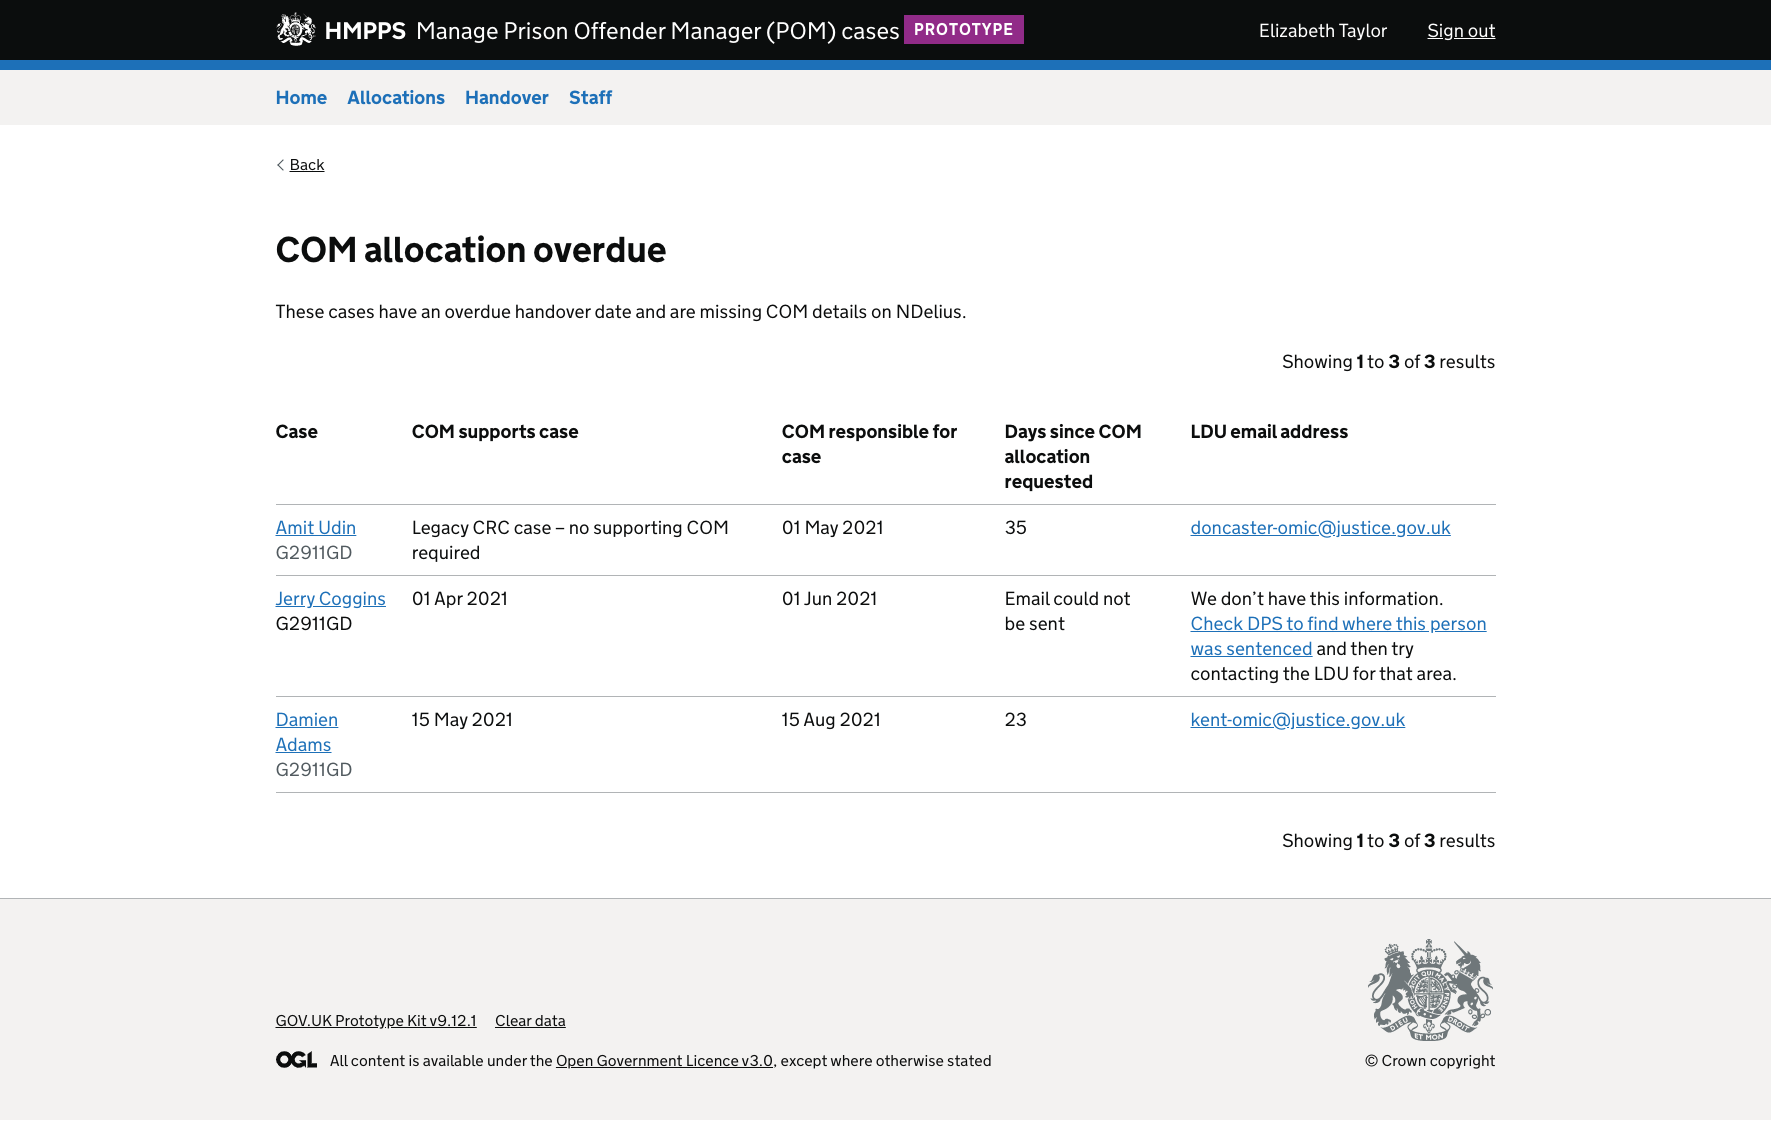 HMPPS Manage Prison Offender Manager (POM) cases PROTOTYPE Elizabeth Taylor Sign out
Home Allocations Handover Staff
Back
COM allocation overdue
These cases have an overdue handover date and are missing COM details on NDelius.
Showing 1 to 3 of 3 results
Case COM supports case COM responsible for case Days since COM allocation requested LDU email address
Amit Udin
G2911GD
Legacy CRC case – no supporting COM
required
01 May 2021
35
doncaster-omic@justice.gov.uk
Jerry Coggins
G2911GD
01 Apr 2021
01 Jun 2021
Email could not
be sent
We don’t have this information.
Check DPS to find where this person
was sentenced and then try
contacting the LDU for that area.
Damien
Adams
G2911GD
15 May 2021
15 Aug 2021
23
kent-omic@justice.gov.uk
Showing 1 to 3 of 3 results
GOV.UK Prototype Kit v9.12.1 Clear data
OGL All content is available under the Open Government Licence v3.0, except where otherwise stated
© Crown copyright